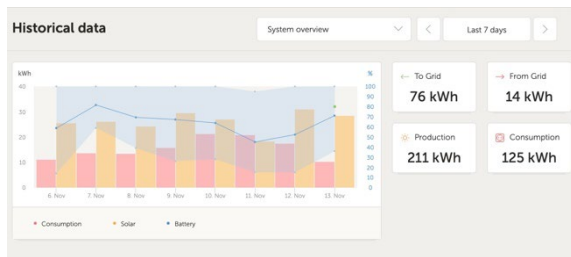 Historical data
System overview
Last 7 days
kWh
%
40
30
20
10
0
100
90
80
70
60
50
40
30
20
10
0
6. Nov
7. Nov
8. Nov
9. Nov
10. Nov
11. Nov
12. Nov
13. Nov
Consumption
Solar
Battery
To Grid
76 kWh
From Grid
14 kWh
Production
211 kWh
Consumption
125 kWh